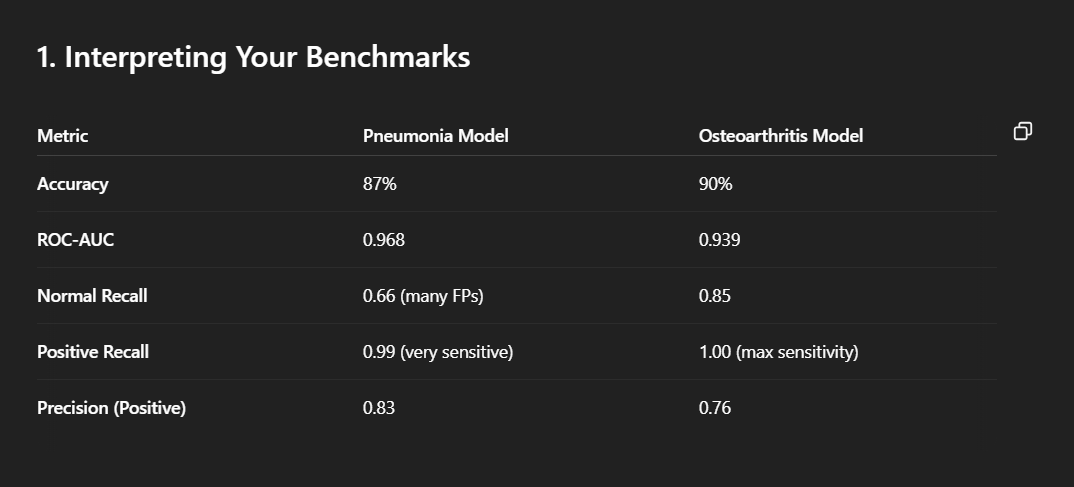 1. Interpreting Your Benchmarks
Metric Pneumonia Model Osteoarthritis Model
Accuracy 87% 90%
ROC-AUC 0.968 0.939
Normal Recall 0.66 (many FPs) 0.85
Positive Recall 0.99 (very sensitive) 1.00 (max sensitivity)
Precision (Positive) 0.83 0.76